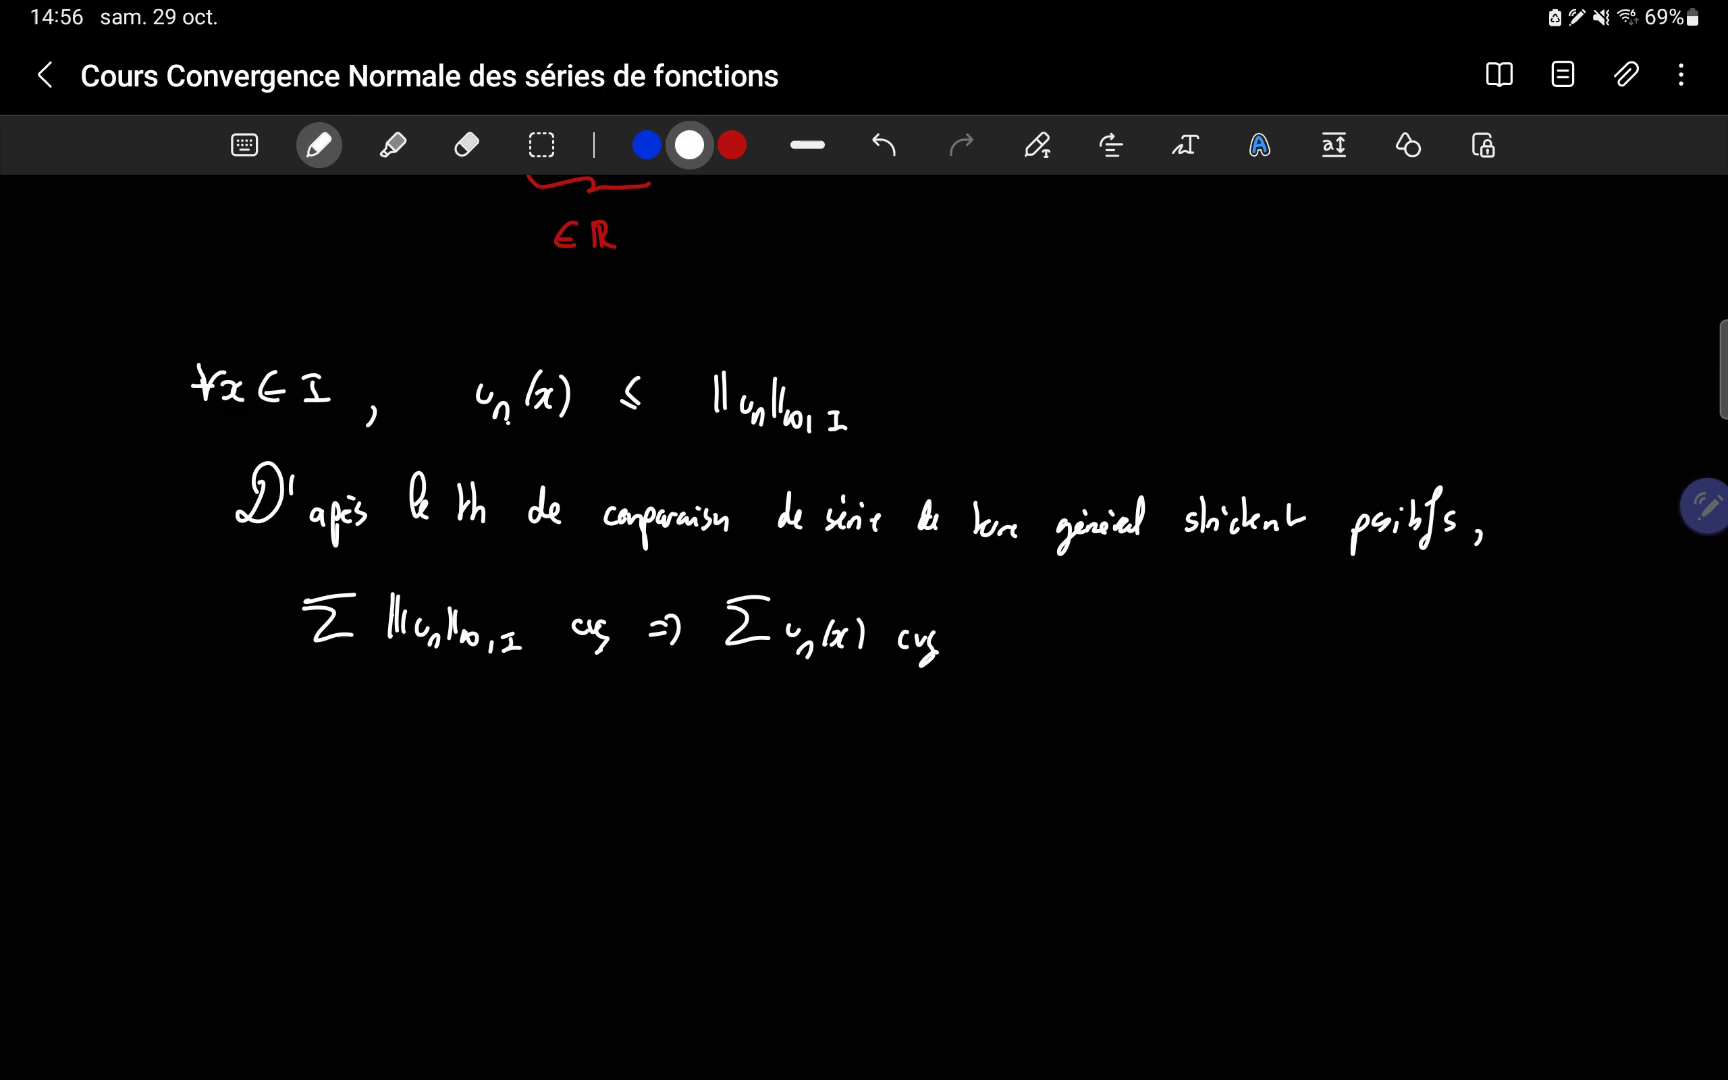 14:56 sam. 29 oct. 69%
Cours Convergence Normale des séries de fonctions
∈ ℝ
∀x ∈ I , uₙ(x) ≤ ||uₙ||∞, I
D'après le th de comparaison de série de terme général strictement positifs,
∑ ||uₙ||∞, I cvg ⇒ ∑ uₙ(x) cvg